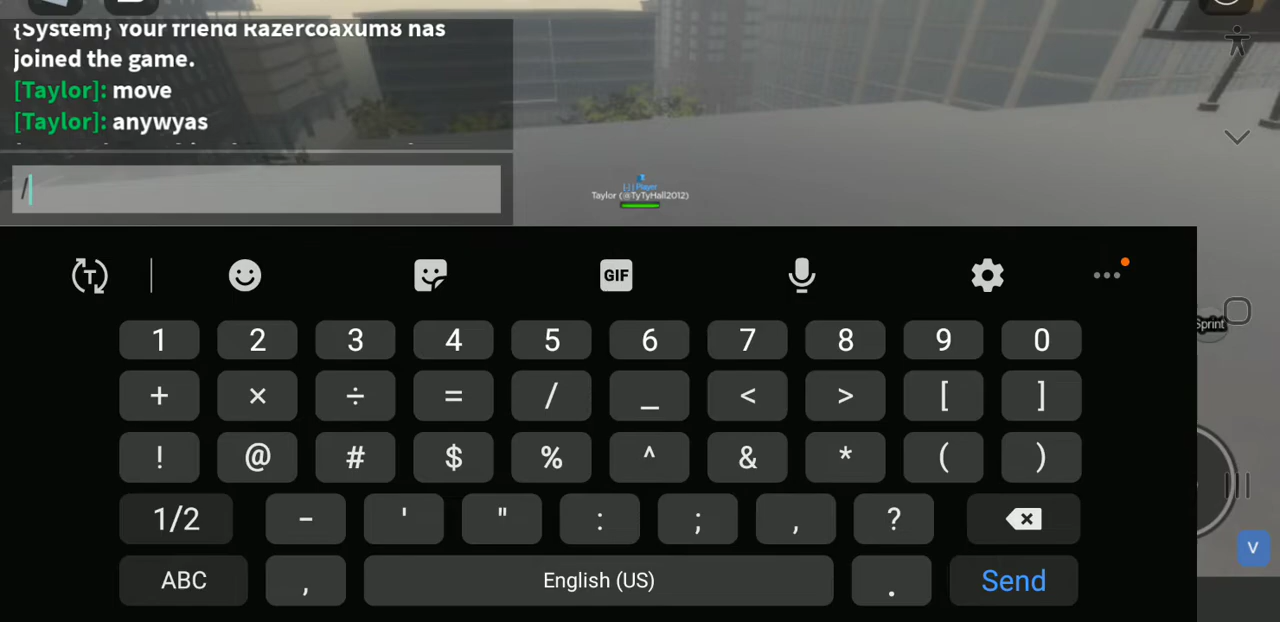 {System} Your friend Razercoaxum8 has
joined the game.
[Taylor]: move
[Taylor]: anywyas
/
[-] Player
Taylor (@TyTyHall2012)
T
GIF
1 2 3 4 5 6 7 8 9 0
Sprint
+ × ÷ = / _ < > [ ]
! @ # $ % ^ & * ( )
1/2 - ' " : ; , ?
V
ABC , English (US) . Send